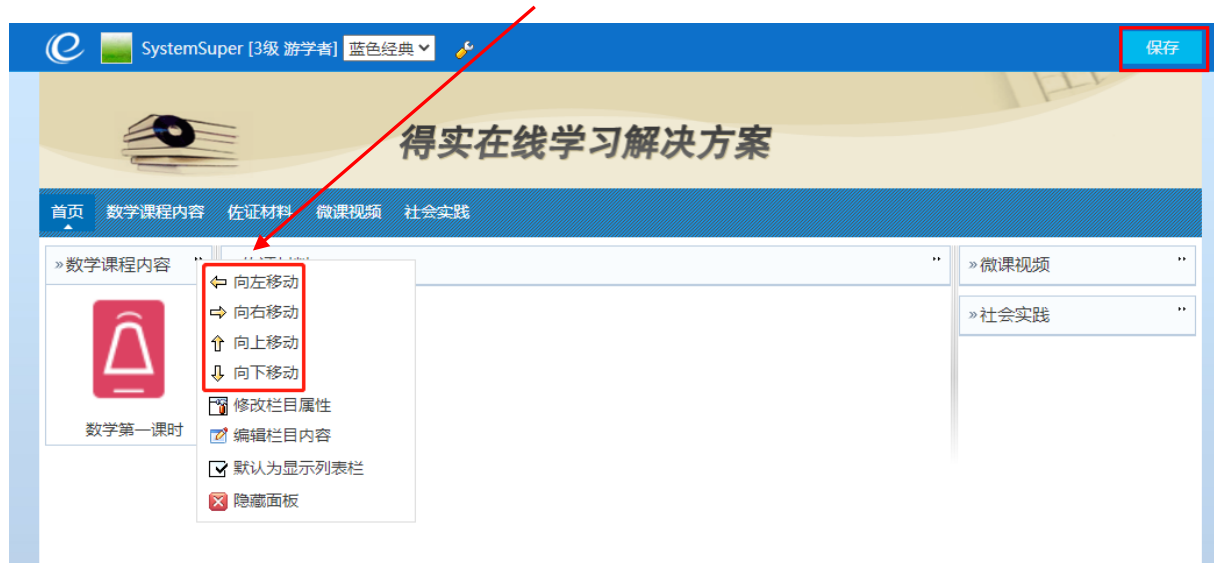 SystemSuper [3级 游学者] 蓝色经典
保存
得实在线学习解决方案
首页 数学课程内容 佐证材料 微课视频 社会实践
»数学课程内容
»微课视频
»社会实践
数学第一课时
向左移动
向右移动
向上移动
向下移动
修改栏目属性
编辑栏目内容
默认为显示列表栏
隐藏面板